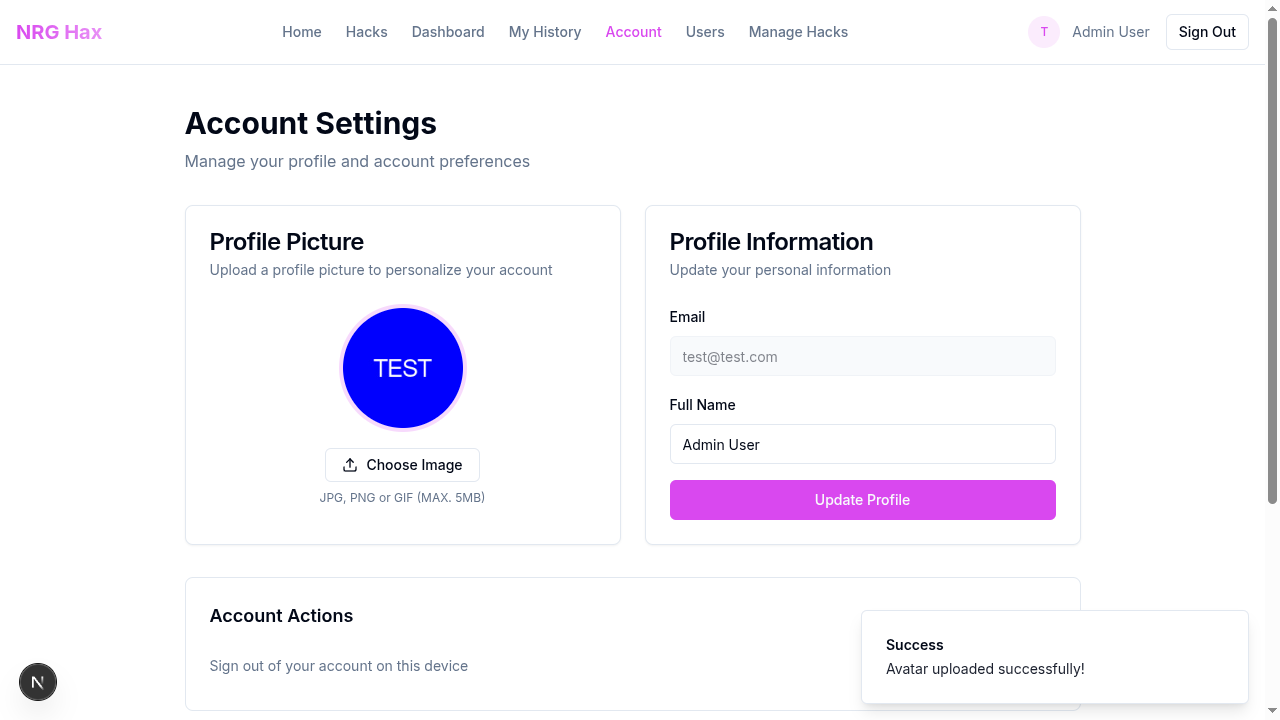 NRG Hax
Home
Hacks
Dashboard
My History
Account
Users
Manage Hacks
T
Admin User
Sign Out
Account Settings
Manage your profile and account preferences
Profile Picture
Upload a profile picture to personalize your account
TEST
Choose Image
JPG, PNG or GIF (MAX. 5MB)
Profile Information
Update your personal information
Email
test@test.com
Full Name
Admin User
Update Profile
Account Actions
Sign out of your account on this device
Success
Avatar uploaded successfully!
N